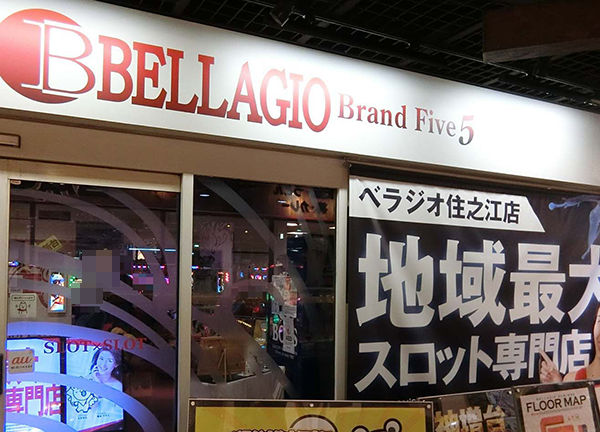 B BELLAGIO Brand Five 5
ベラジオ住之江店
地域最大
スロット専門店
SLOT×SLOT
au
専門店
FLOOR MAP